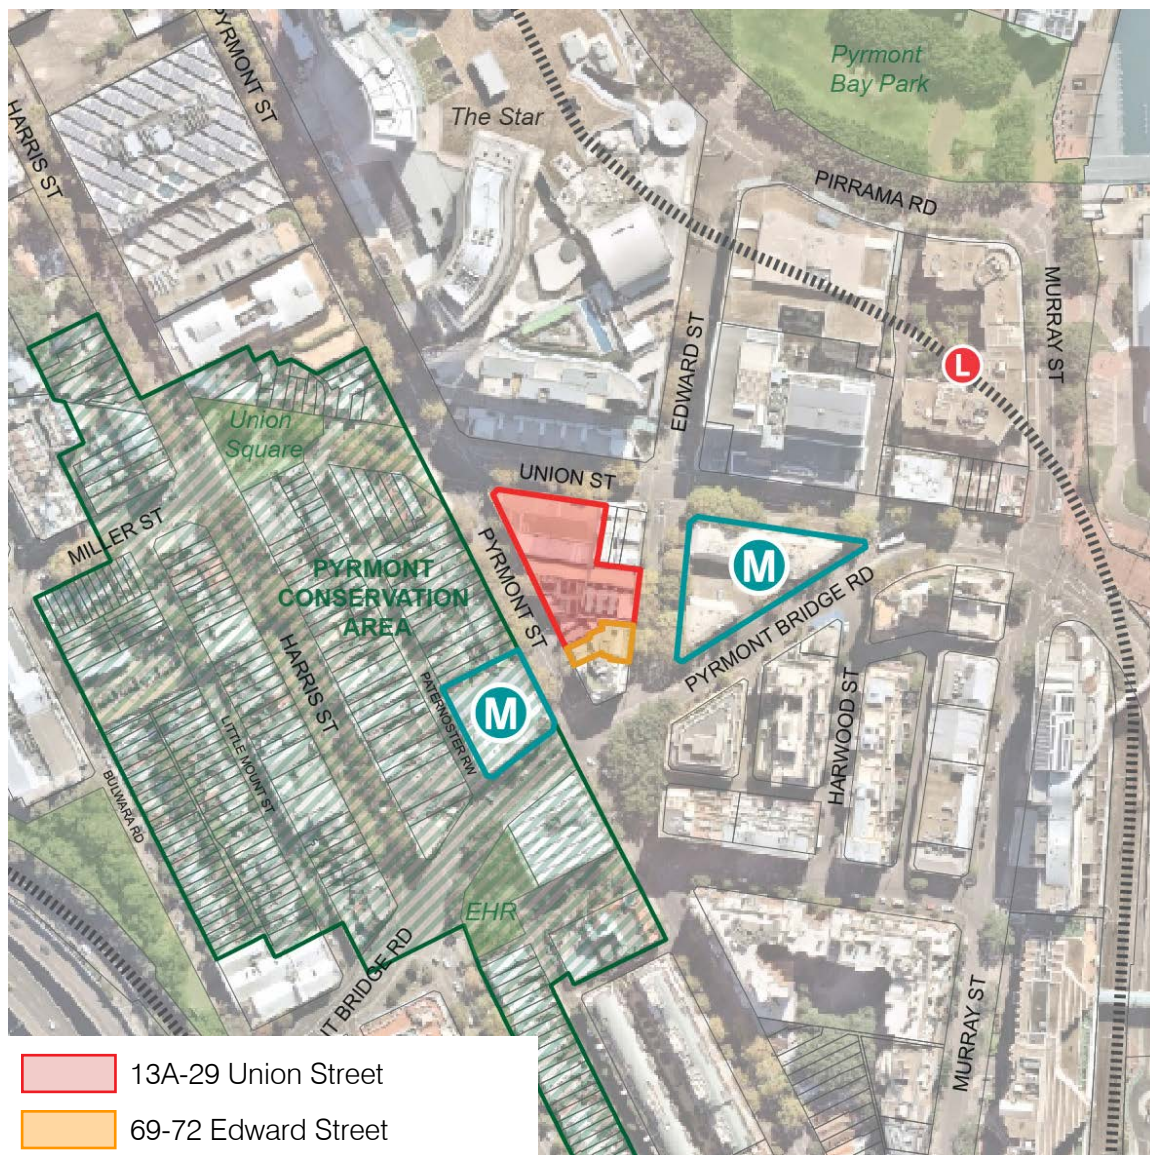 PYRMONT ST
HARRIS ST
The Star
Pyrmont
Bay Park
PIRRAMA RD
MURRAY ST
L
EDWARD ST
Union
Square
UNION ST
MILLER ST
PYRMONT
CONSERVATION
AREA
PYRMONT ST
M
PYRMONT BRIDGE RD
HARRIS ST
PATERNOSTER RW
M
HARWOOD ST
LITTLE MOUNT ST
BULWARA RD
EHR
NT BRIDGE RD
MURRAY ST
13A-29 Union Street
69-72 Edward Street